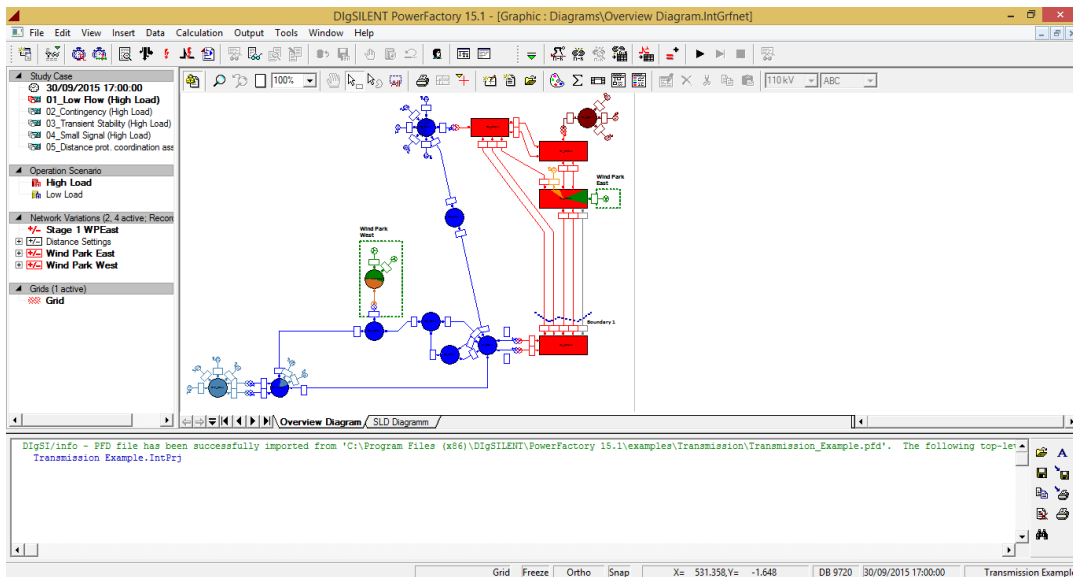 DIgSILENT PowerFactory 15.1 - [Graphic : Diagrams\Overview Diagram.IntGrfnet]
File Edit View Insert Data Calculation Output Tools Window Help
100%
110 kV
ABC
Study Case
30/09/2015 17:00:00
01_Low Flow (High Load)
02_Contingency (High Load)
03_Transient Stability (High Load)
04_Small Signal (High Load)
05_Distance prot. coordination ass
Operation Scenario
High Load
Low Load
Network Variations (2, 4 active; Recon
Stage 1 WPEast
Distance Settings
Wind Park East
Wind Park West
Grids (1 active)
Grid
Wind Park
East
Wind Park
West
Boundary 1
Overview Diagram SLD Diagramm
DIgSI/info - PFD file has been successfully imported from 'C:\Program Files (x86)\DIgSILENT\PowerFactory 15.1\examples\Transmission\Transmission_Example.pfd'. The following top-lev
Transmission Example.IntPrj
Grid Freeze Ortho Snap X= 531.358,Y= -1.648 DB 9720 30/09/2015 17:00:00 Transmission Example